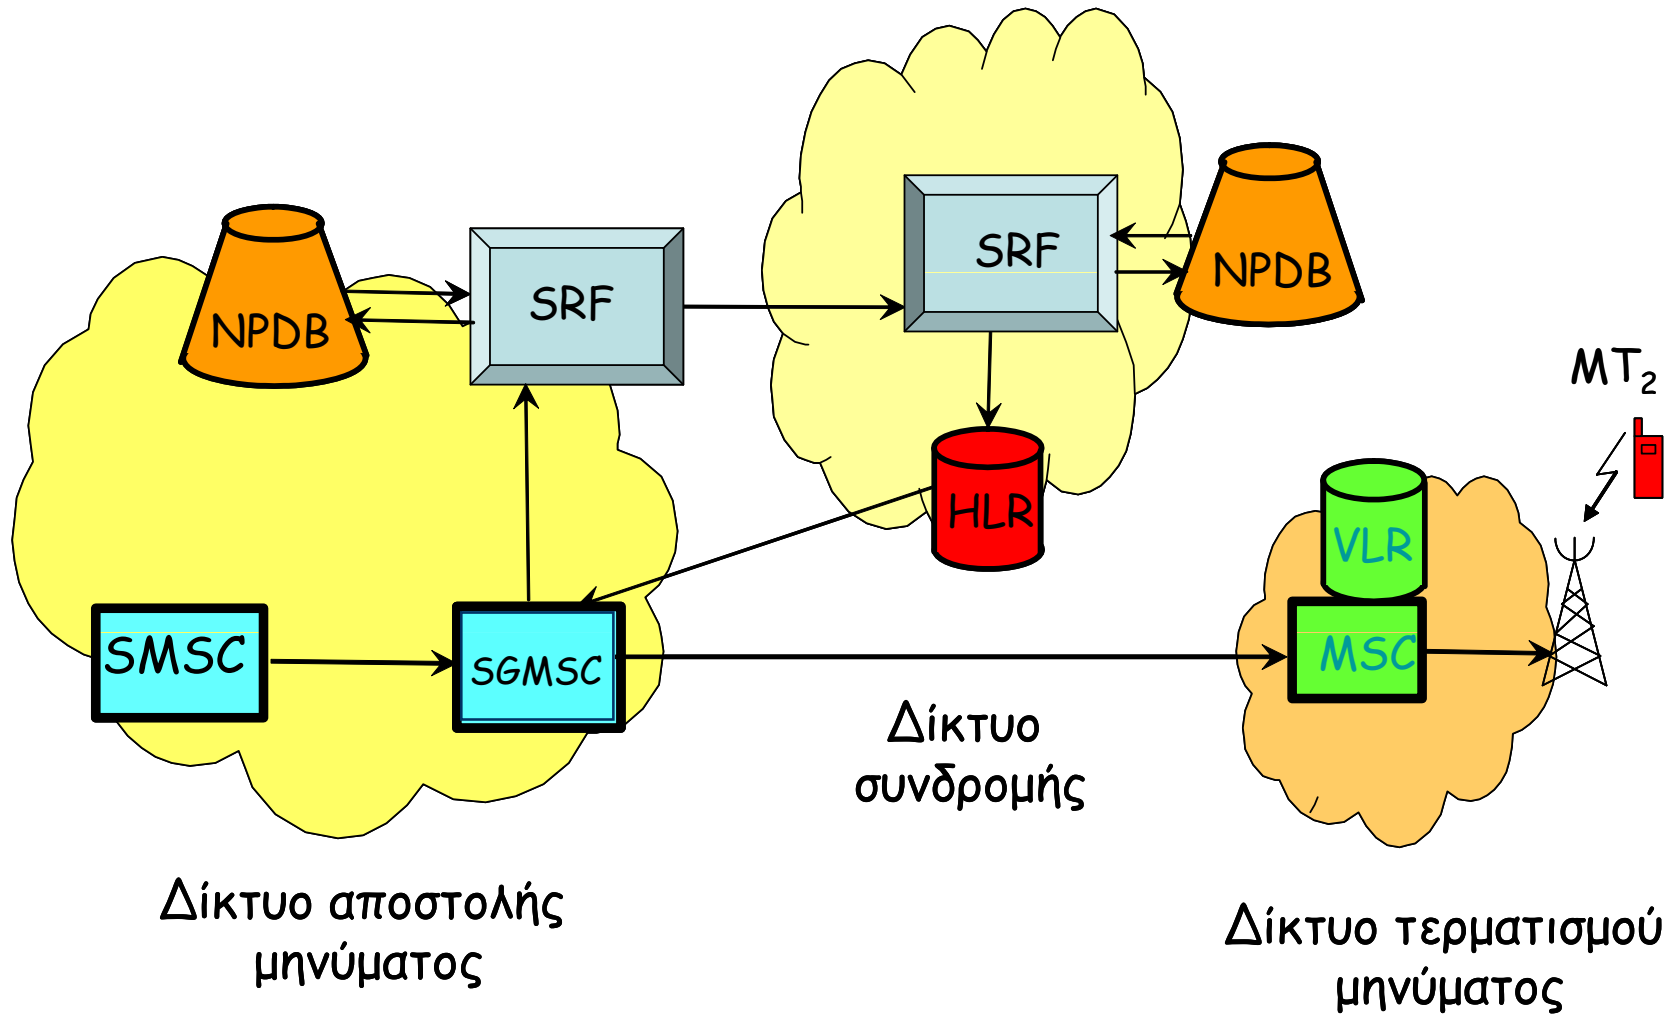 SRF
NPDB
SRF
NPDB
MT2
HLR
VLR
SMSC
SGMSC
MSC
Δίκτυο
συνδρομής
Δίκτυο αποστολής
μηνύματος
Δίκτυο τερματισμού
μηνύματος